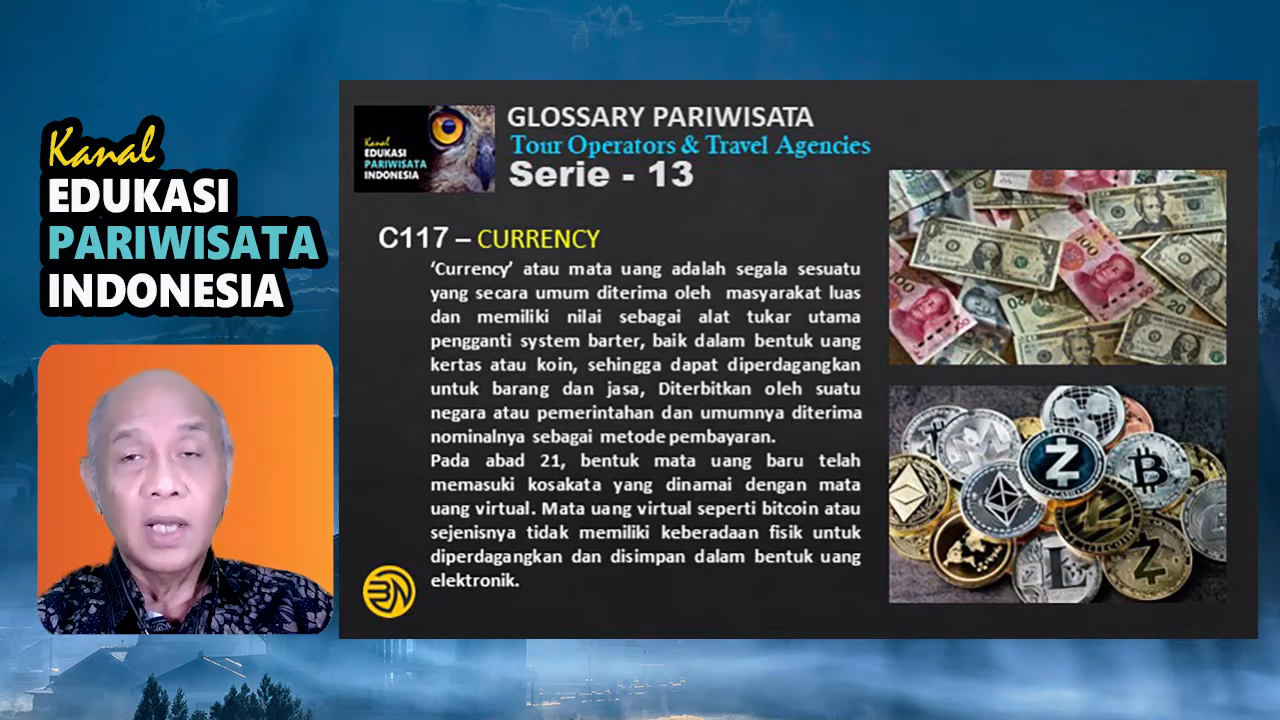 Kanal
EDUKASI
PARIWISATA
INDONESIA
Kanal
EDUKASI
PARIWISATA
INDONESIA
GLOSSARY PARIWISATA
Tour Operators & Travel Agencies
Serie - 13
C117 – CURRENCY
‘Currency’ atau mata uang adalah segala sesuatu
yang secara umum diterima oleh masyarakat luas
dan memiliki nilai sebagai alat tukar utama
pengganti system barter, baik dalam bentuk uang
kertas atau koin, sehingga dapat diperdagangkan
untuk barang dan jasa, Diterbitkan oleh suatu
negara atau pemerintahan dan umumnya diterima
nominalnya sebagai metode pembayaran.
Pada abad 21, bentuk mata uang baru telah
memasuki kosakata yang dinamai dengan mata
uang virtual. Mata uang virtual seperti bitcoin atau
sejenisnya tidak memiliki keberadaan fisik untuk
diperdagangkan dan disimpan dalam bentuk uang
elektronik.
BN
100
100
20
20